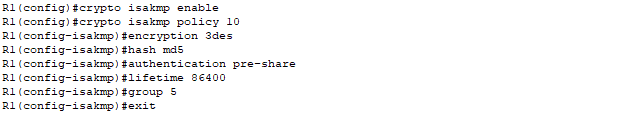 R1(config)#crypto isakmp enable
R1(config)#crypto isakmp policy 10
R1(config-isakmp)#encryption 3des
R1(config-isakmp)#hash md5
R1(config-isakmp)#authentication pre-share
R1(config-isakmp)#lifetime 86400
R1(config-isakmp)#group 5
R1(config-isakmp)#exit